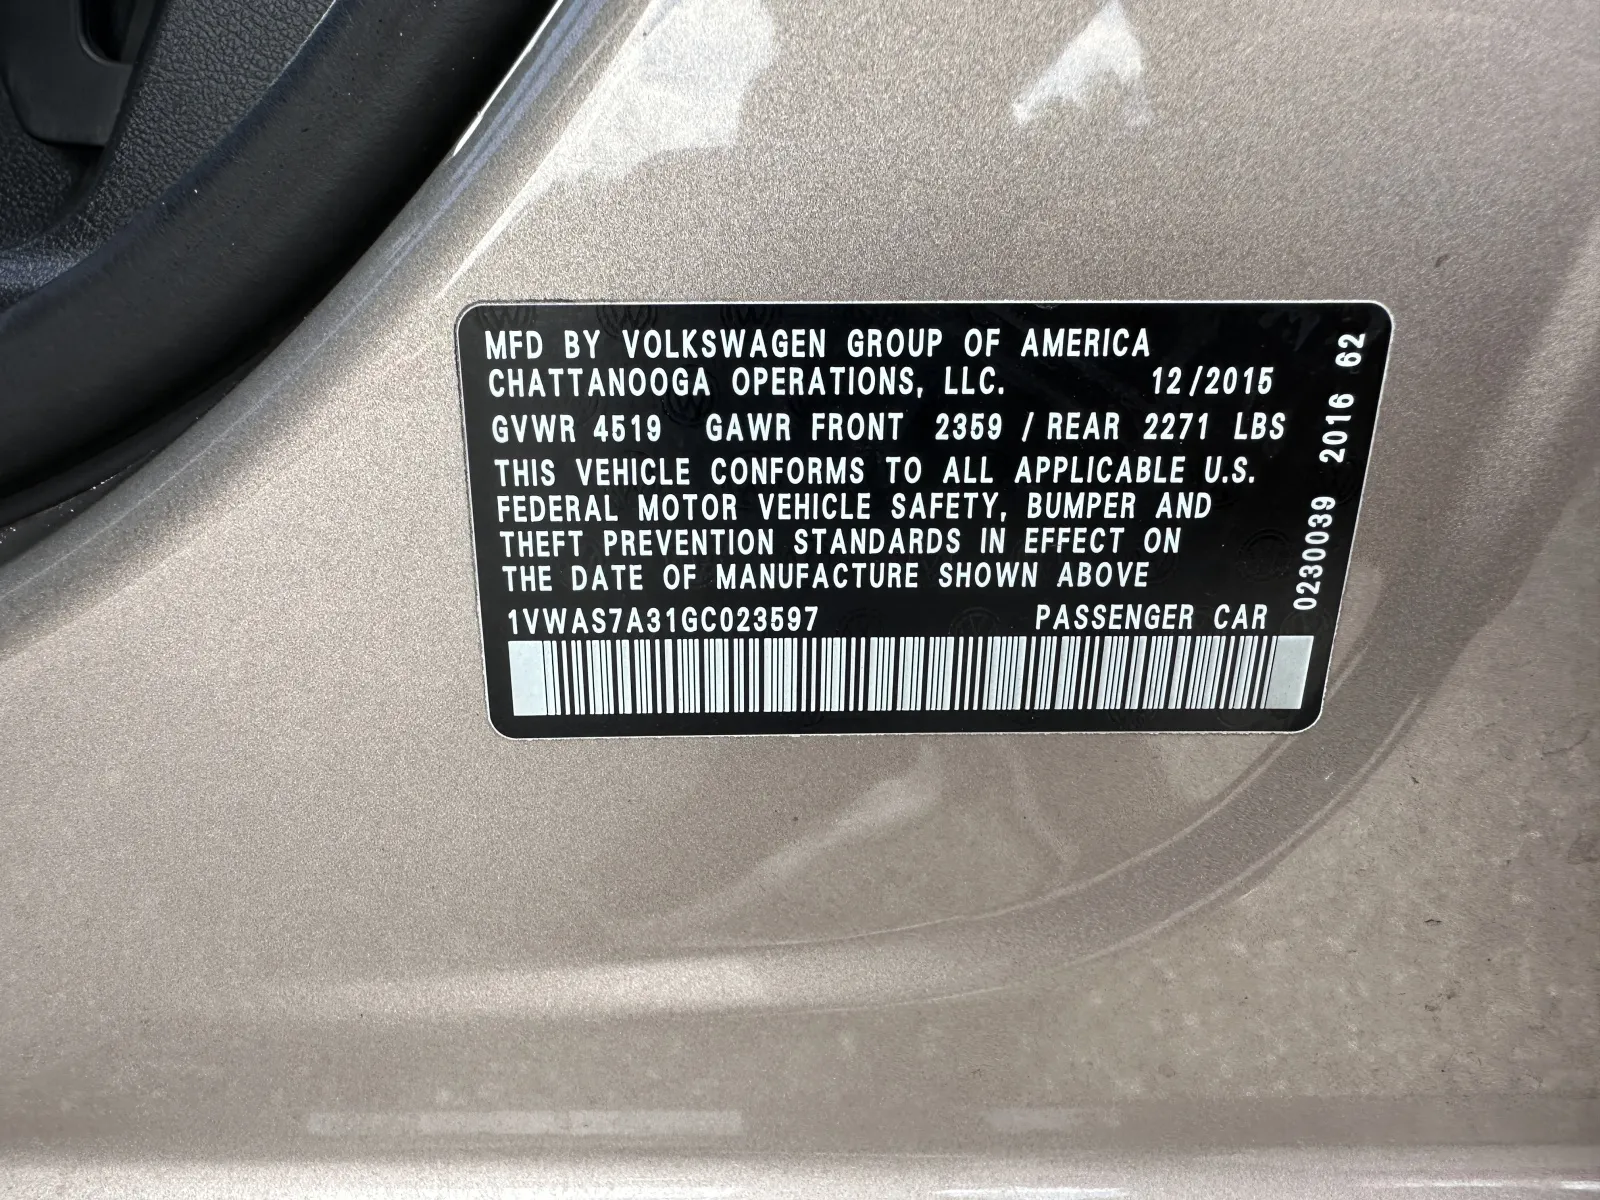 MFD BY VOLKSWAGEN GROUP OF AMERICA
CHATTANOOGA OPERATIONS, LLC. 12/2015
GVWR 4519 GAWR FRONT 2359 / REAR 2271 LBS
THIS VEHICLE CONFORMS TO ALL APPLICABLE U.S.
FEDERAL MOTOR VEHICLE SAFETY, BUMPER AND
THEFT PREVENTION STANDARDS IN EFFECT ON
THE DATE OF MANUFACTURE SHOWN ABOVE
1VWAS7A31GC023597 PASSENGER CAR
0230039 2016 62